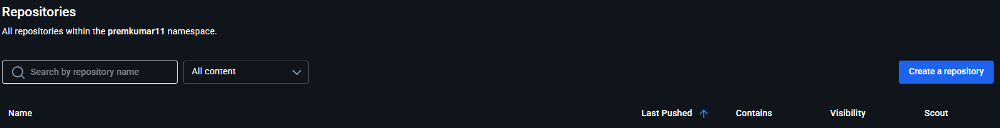 Repositories
All repositories within the premkumar11 namespace.
Search by repository name
All content
Create a repository
Name
Last Pushed
Contains
Visibility
Scout